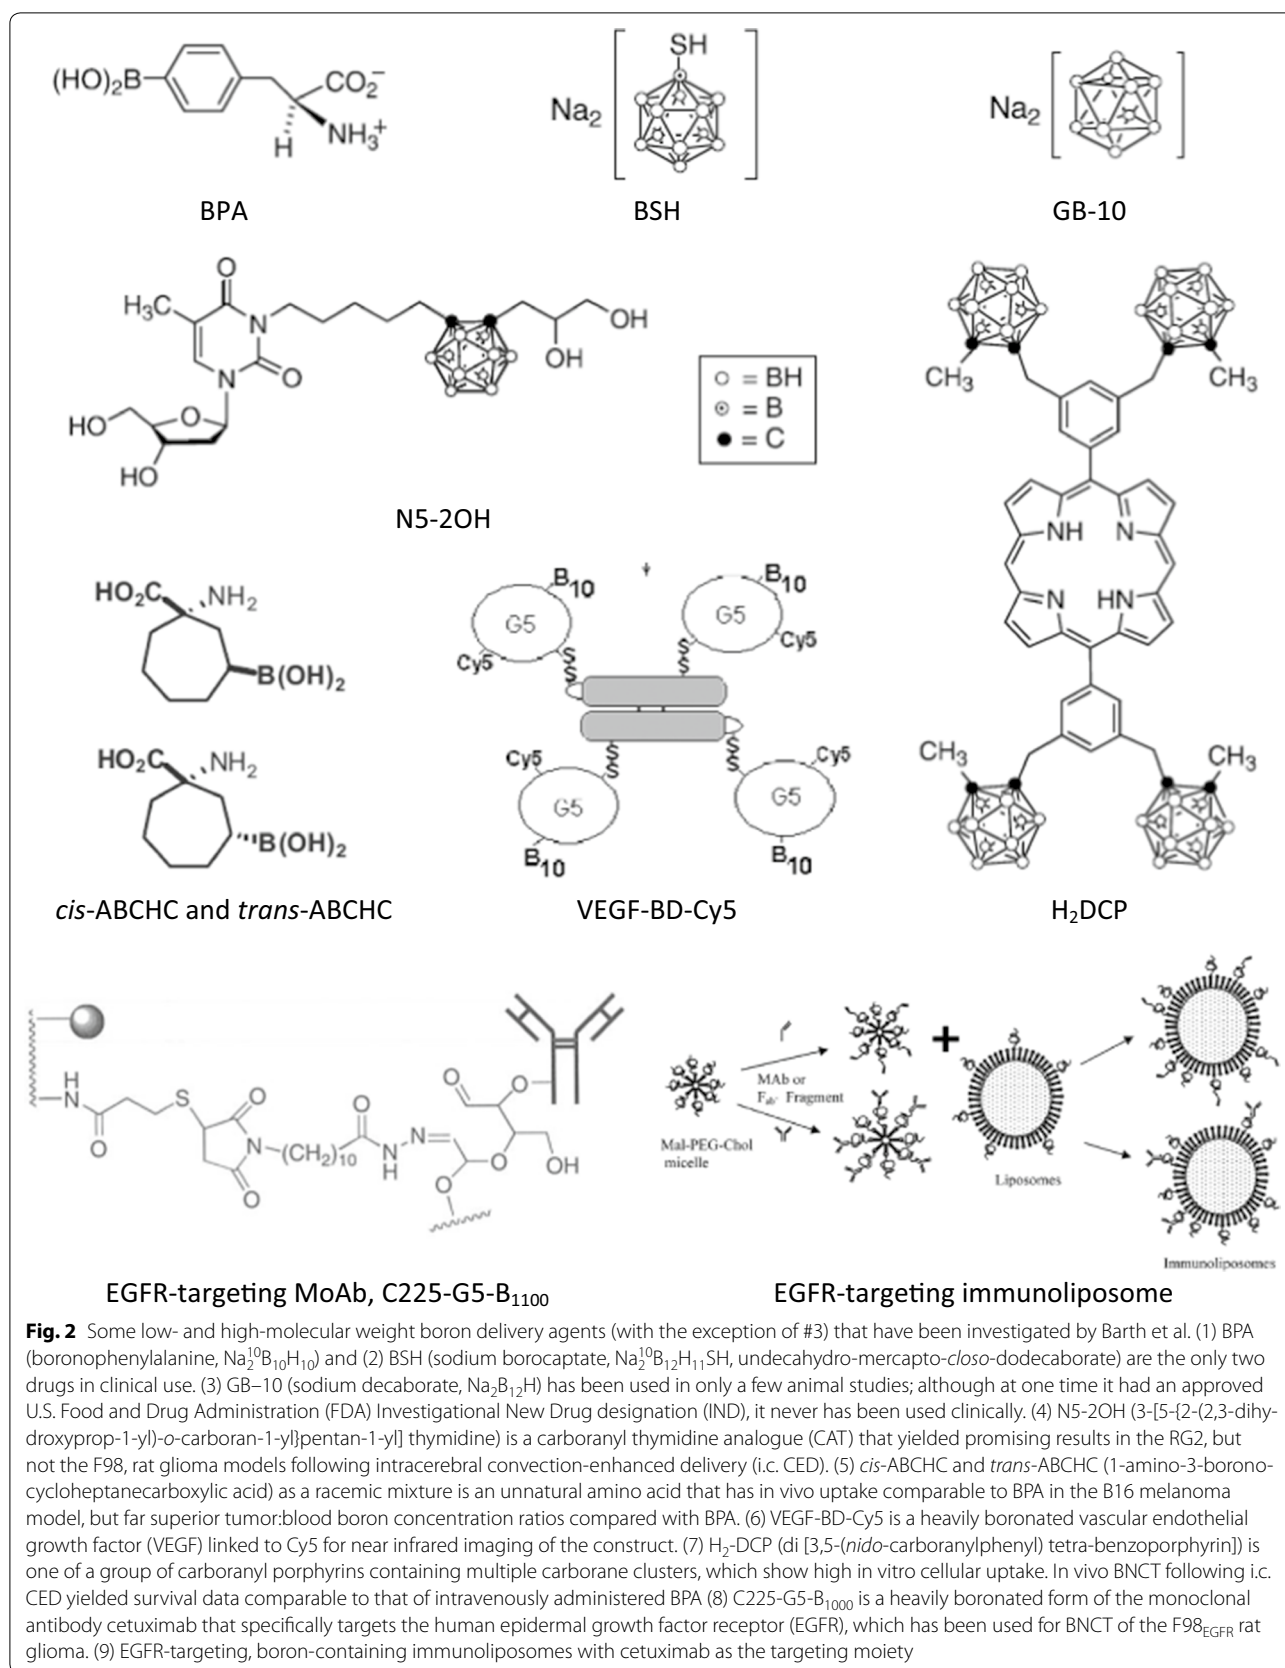 (HO)₂B
CO₂⁻
H
NH₃⁺
BPA
SH
Na₂
BSH
Na₂
GB-10
O
H₃C
N
N
O
OH
OH
HO
O
HO
N5-2OH
○ = BH
⊙ = B
● = C
CH₃
CH₃
NH
N
N
HN
CH₃
CH₃
H₂DCP
HO₂C
NH₂
B(OH)₂
HO₂C
NH₂
B(OH)₂
cis-ABCHC and trans-ABCHC
B₁₀
G5
Cy5
S
S
B₁₀
G5
Cy5
S
S
Cy5
G5
B₁₀
S
S
Cy5
G5
B₁₀
S
S
VEGF-BD-Cy5
H
N
O
S
O
N
O
(CH₂)₁₀
O
N
H
N
O
O
O
O
OH
EGFR-targeting MoAb, C225-G5-B₁₁₀₀
Mal-PEG-Chol
micelle
MAb or
Fab' Fragment
+
Liposomes
Immunoliposomes
EGFR-targeting immunoliposome
Fig. 2 Some low- and high-molecular weight boron delivery agents (with the exception of #3) that have been investigated by Barth et al. (1) BPA
(boronophenylalanine, Na₂¹⁰B₁₀H₁₀) and (2) BSH (sodium borocaptate, Na₂¹⁰B₁₂H₁₁SH, undecahydro-mercapto-closo-dodecaborate) are the only two
drugs in clinical use. (3) GB–10 (sodium decaborate, Na₂B₁₂H) has been used in only a few animal studies; although at one time it had an approved
U.S. Food and Drug Administration (FDA) Investigational New Drug designation (IND), it never has been used clinically. (4) N5-2OH (3-[5-{2-(2,3-dihy-
droxyprop-1-yl)-o-carboran-1-yl}pentan-1-yl] thymidine) is a carboranyl thymidine analogue (CAT) that yielded promising results in the RG2, but
not the F98, rat glioma models following intracerebral convection-enhanced delivery (i.c. CED). (5) cis-ABCHC and trans-ABCHC (1-amino-3-borono-
cycloheptanecarboxylic acid) as a racemic mixture is an unnatural amino acid that has in vivo uptake comparable to BPA in the B16 melanoma
model, but far superior tumor:blood boron concentration ratios compared with BPA. (6) VEGF-BD-Cy5 is a heavily boronated vascular endothelial
growth factor (VEGF) linked to Cy5 for near infrared imaging of the construct. (7) H₂-DCP (di [3,5-(nido-carboranylphenyl) tetra-benzoporphyrin]) is
one of a group of carboranyl porphyrins containing multiple carborane clusters, which show high in vitro cellular uptake. In vivo BNCT following i.c.
CED yielded survival data comparable to that of intravenously administered BPA (8) C225-G5-B₁₀₀₀ is a heavily boronated form of the monoclonal
antibody cetuximab that specifically targets the human epidermal growth factor receptor (EGFR), which has been used for BNCT of the F98EGFR rat
glioma. (9) EGFR-targeting, boron-containing immunoliposomes with cetuximab as the targeting moiety